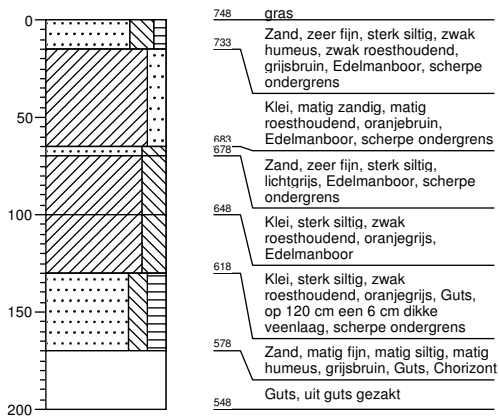 0
50
100
150
200
748
gras
733
Zand, zeer fijn, sterk siltig, zwak
humeus, zwak roesthoudend,
grijsbruin, Edelmanboor, scherpe
ondergrens
Klei, matig zandig, matig
roesthoudend, oranjebruin,
Edelmanboor, scherpe ondergrens
683
678
Zand, zeer fijn, sterk siltig,
lichtgrijs, Edelmanboor, scherpe
ondergrens
648
Klei, sterk siltig, zwak
roesthoudend, oranjegrijs,
Edelmanboor
618
Klei, sterk siltig, zwak
roesthoudend, oranjegrijs, Guts,
op 120 cm een 6 cm dikke
veenlaag, scherpe ondergrens
578
Zand, matig fijn, matig siltig, matig
humeus, grijsbruin, Guts, Chorizont
Guts, uit guts gezakt
548